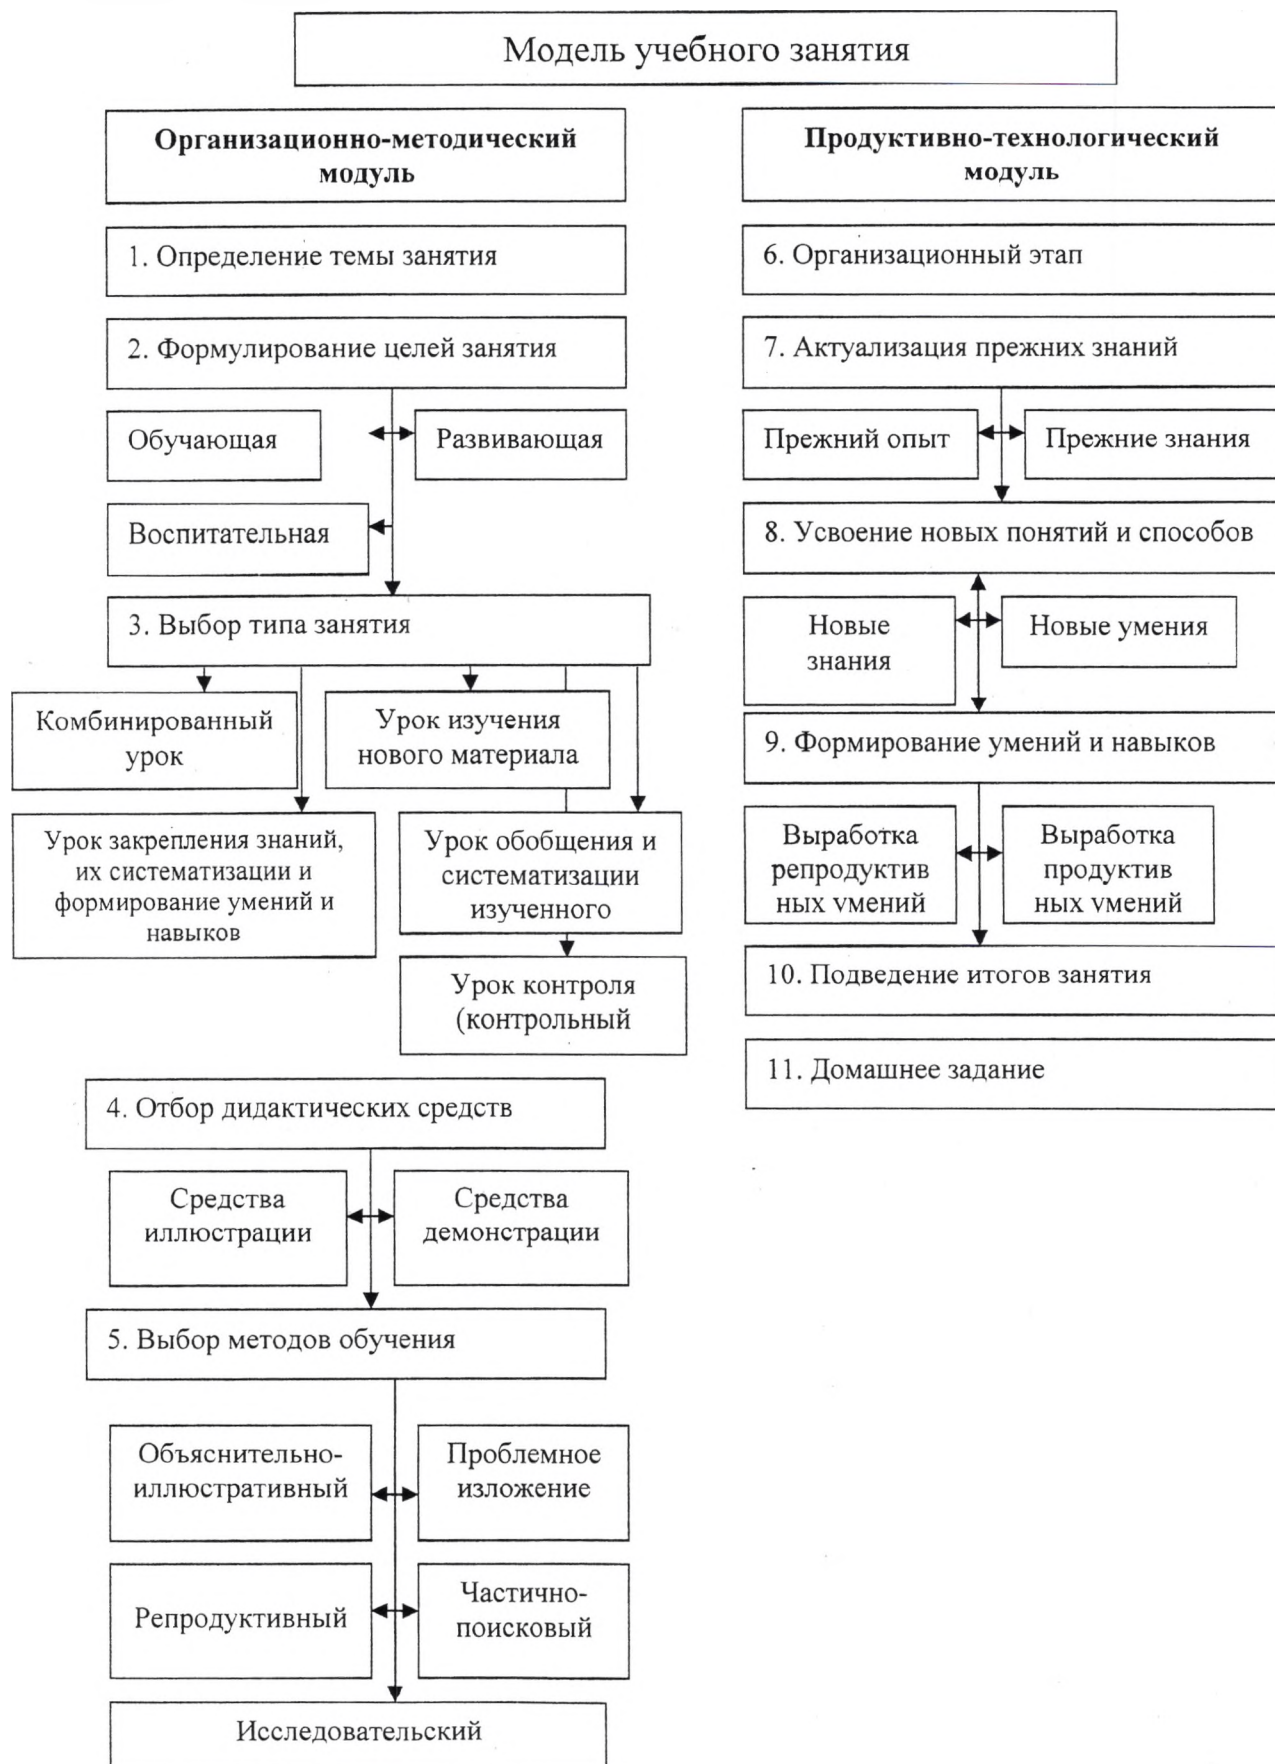 Модель учебного занятия
Организационно-методический
модуль
1. Определение темы занятия
2. Формулирование целей занятия
Обучающая
Развивающая
Воспитательная
3. Выбор типа занятия
Комбинированный
урок
Урок изучения
нового материала
Урок закрепления знаний,
их систематизации и
формирование умений и
навыков
Урок обобщения и
систематизации
изученного
Урок контроля
(контрольный
4. Отбор дидактических средств
Средства
иллюстрации
Средства
демонстрации
5. Выбор методов обучения
Объяснительно-
иллюстративный
Проблемное
изложение
Репродуктивный
Частично-
поисковый
Исследовательский
Продуктивно-технологический
модуль
6. Организационный этап
7. Актуализация прежних знаний
Прежний опыт
Прежние знания
8. Усвоение новых понятий и способов
Новые
знания
Новые умения
9. Формирование умений и навыков
Выработка
репродуктив
ных умений
Выработка
продуктив
ных умений
10. Подведение итогов занятия
11. Домашнее задание